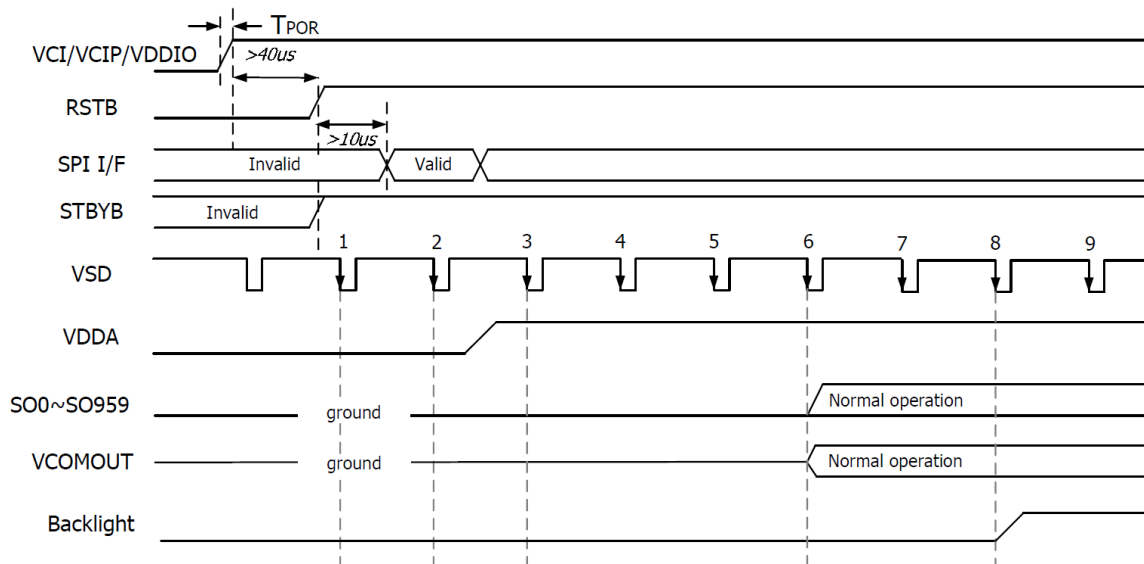 TPOR
VCI/VCIP/VDDIO
>40us
RSTB
>10us
SPI I/F
Invalid
Valid
STBYB
Invalid
1 2 3 4 5 6 7 8 9
VSD
VDDA
SO0~SO959
ground
Normal operation
VCOMOUT
ground
Normal operation
Backlight